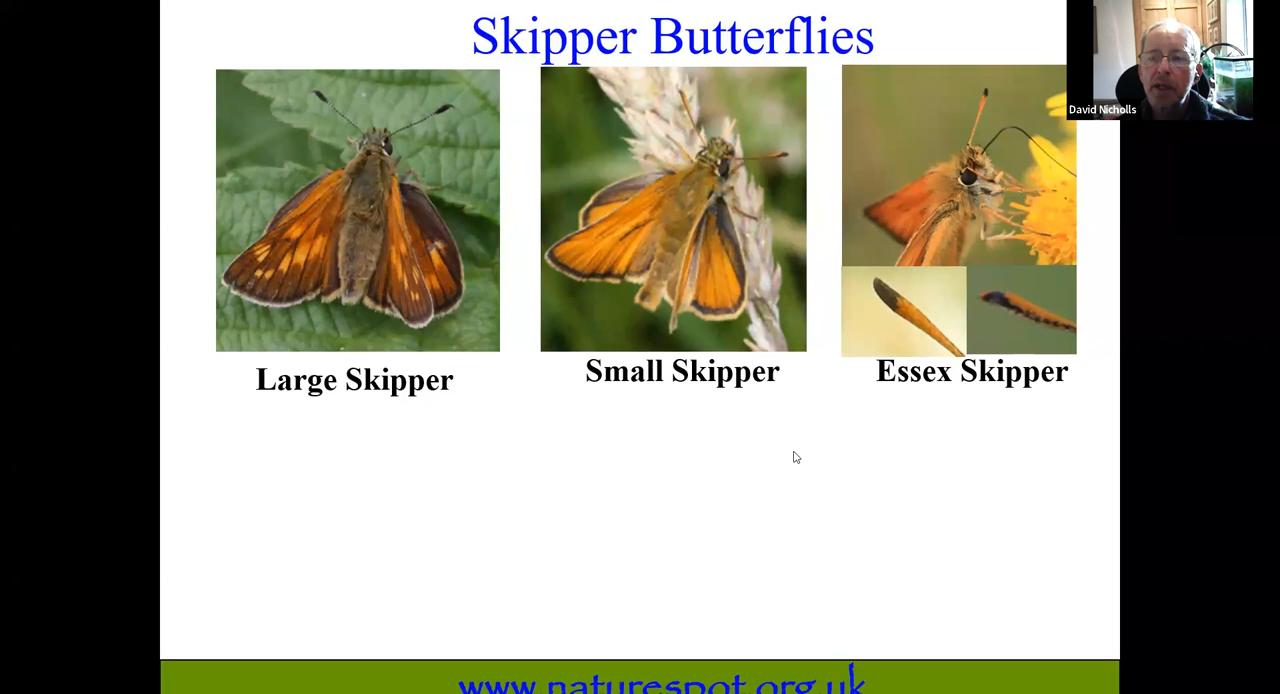 Skipper Butterflies
David Nicholls
Large Skipper
Small Skipper
Essex Skipper
www.naturespot.org.uk